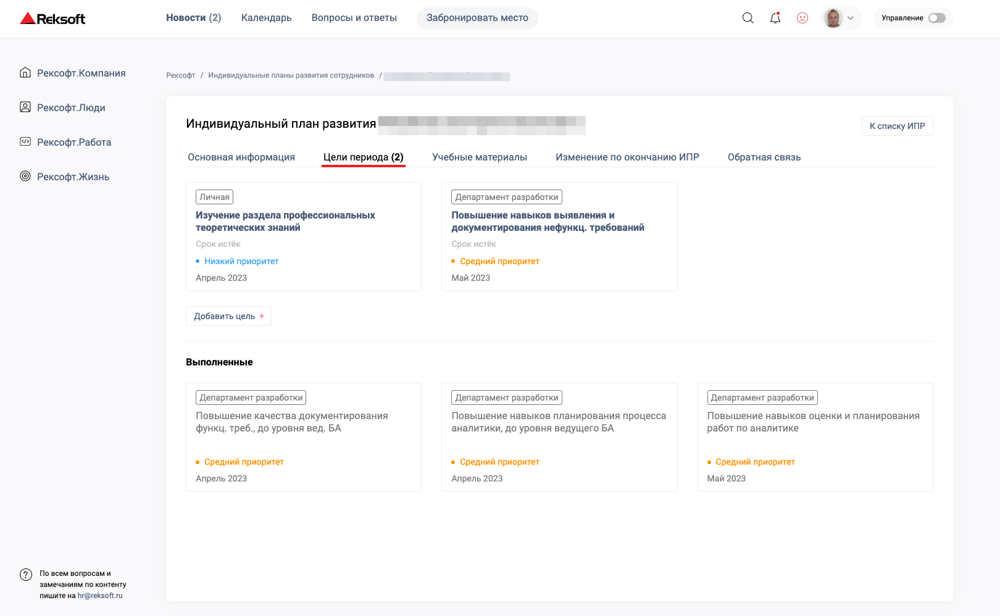 Reksoft
Новости (2)
Календарь
Вопросы и ответы
Забронировать место
Управление
Рексофт.Компания
Рексофт.Люди
Рексофт.Работа
Рексофт.Жизнь
Рексофт / Индивидуальные планы развития сотрудников /
Индивидуальный план развития
К списку ИПР
Основная информация
Цели периода (2)
Учебные материалы
Изменение по окончанию ИПР
Обратная связь
Личная
Изучение раздела профессиональных
теоретических знаний
Срок истёк
Низкий приоритет
Апрель 2023
Департамент разработки
Повышение навыков выявления и
документирования нефункц. требований
Срок истёк
Средний приоритет
Май 2023
Добавить цель +
Выполненные
Департамент разработки
Повышение качества документирования
функц. треб., до уровня вед. БА
Средний приоритет
Апрель 2023
Департамент разработки
Повышение навыков планирования процесса
аналитики, до уровня ведущего БА
Средний приоритет
Апрель 2023
Департамент разработки
Повышение навыков оценки и планирования
работ по аналитике
Средний приоритет
Май 2023
По всем вопросам и
замечаниям по контенту
пишите на hr@reksoft.ru